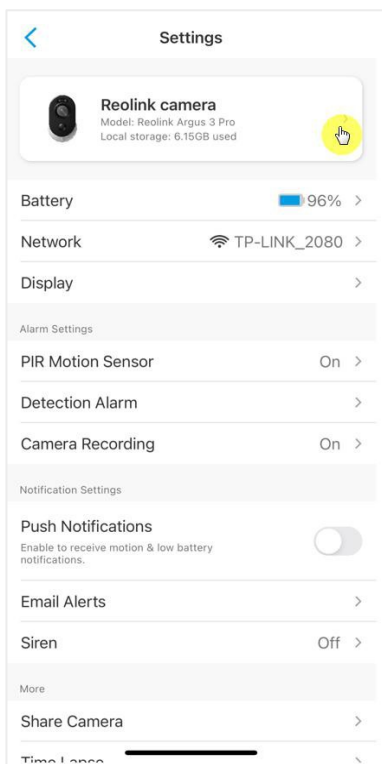 Settings
Reolink camera
Model: Reolink Argus 3 Pro
Local storage: 6.15GB used
Battery 96%
Network TP-LINK_2080
Display
Alarm Settings
PIR Motion Sensor On
Detection Alarm
Camera Recording On
Notification Settings
Push Notifications
Enable to receive motion & low battery
notifications.
Email Alerts
Siren Off
More
Share Camera
Time Lapse